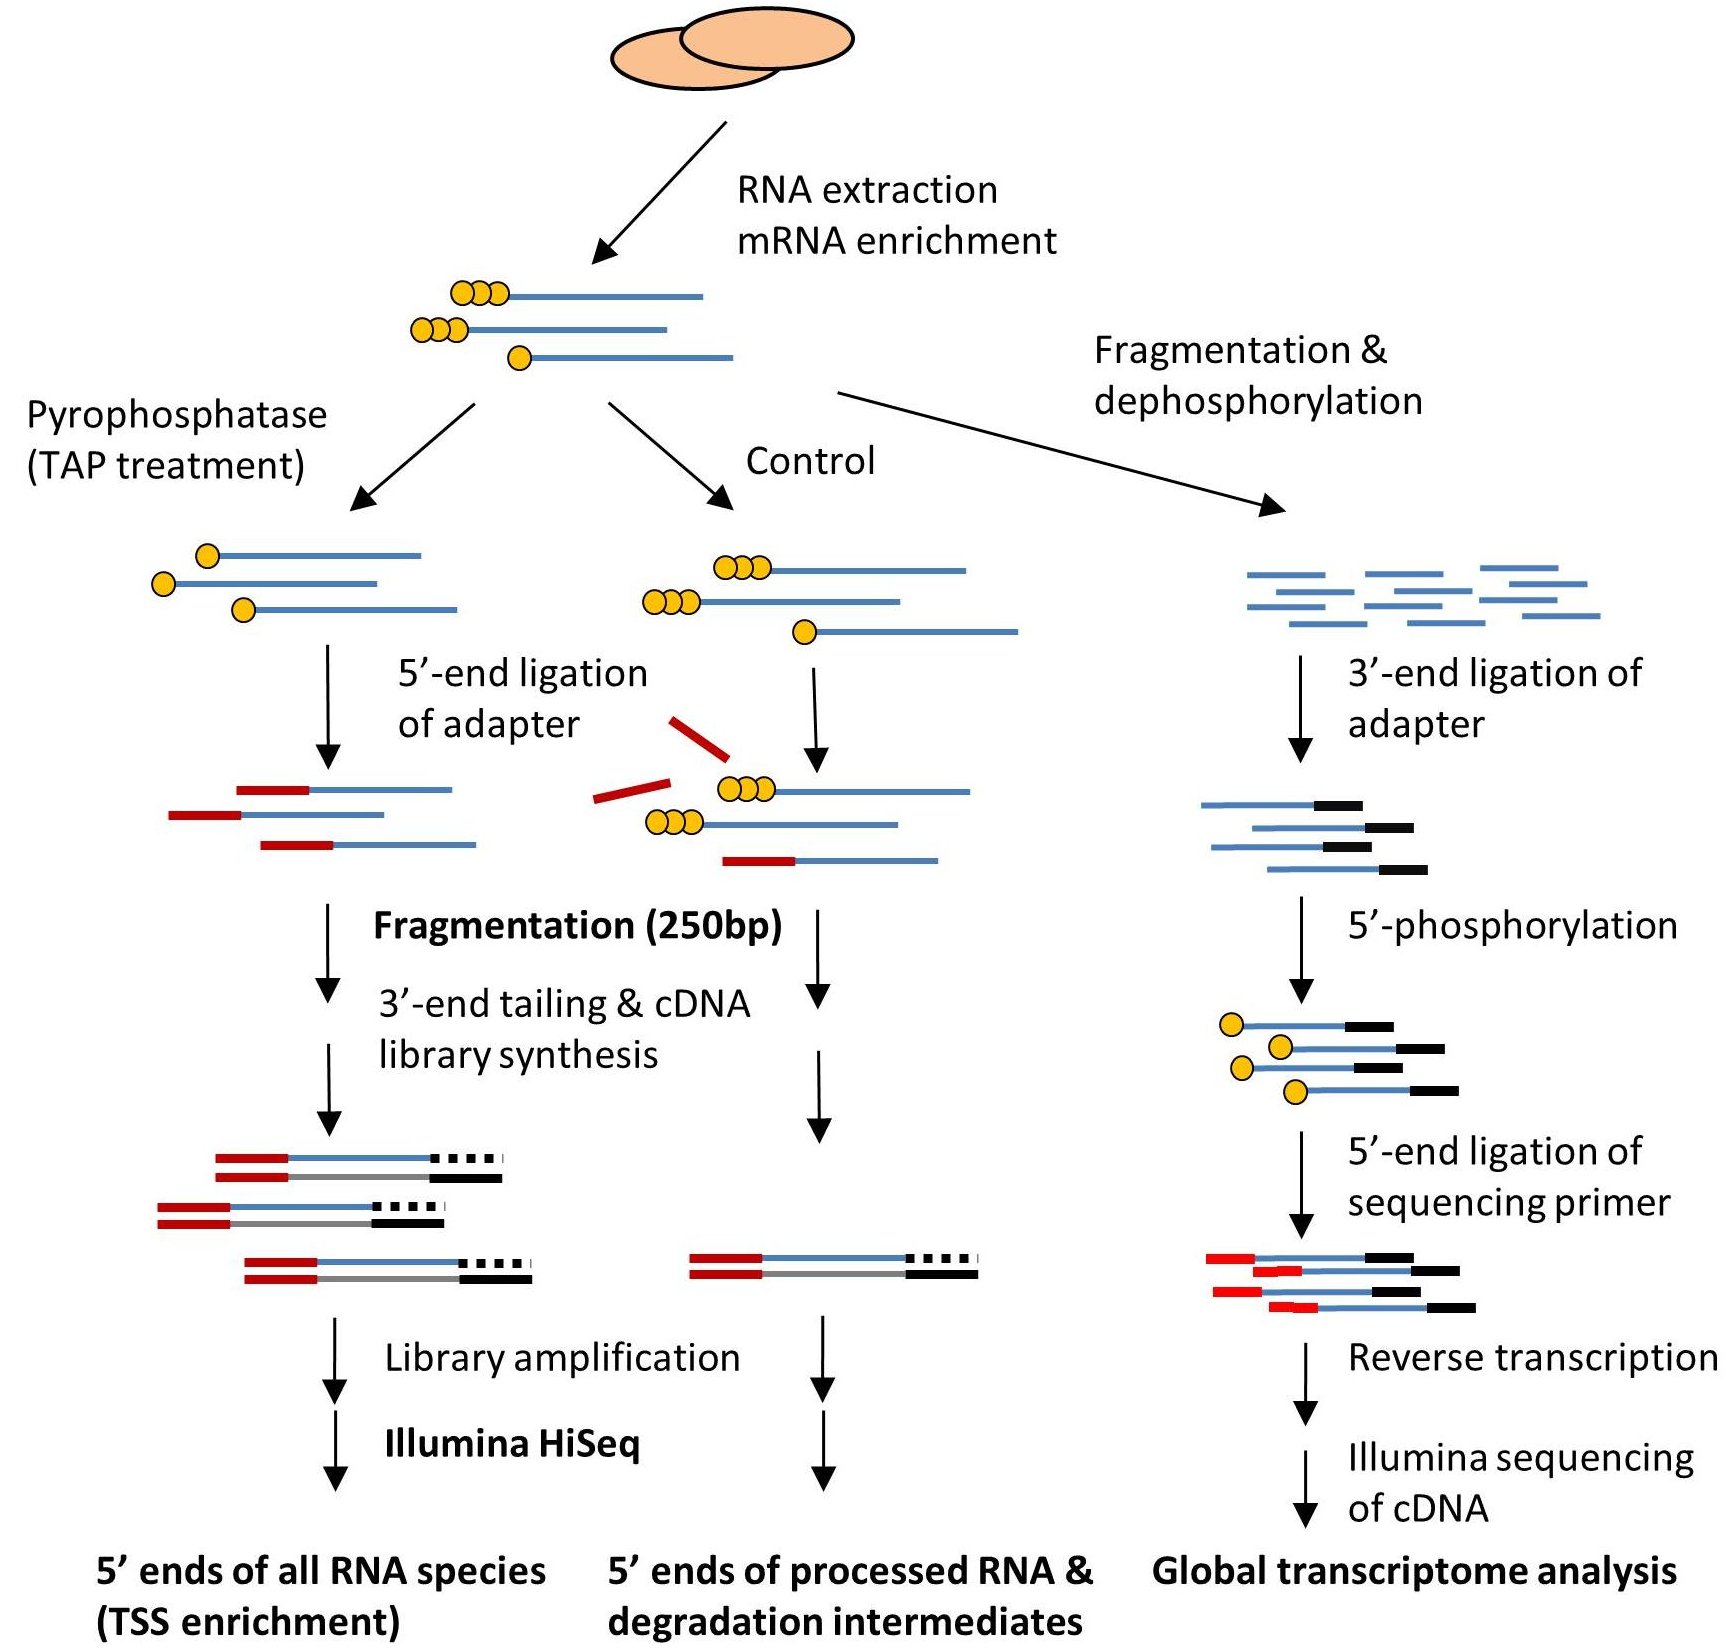 RNA extraction
mRNA enrichment
Fragmentation &
dephosphorylation
Pyrophosphatase
(TAP treatment)
Control
5’-end ligation
of adapter
3’-end ligation of
adapter
Fragmentation (250bp)
5’-phosphorylation
3’-end tailing & cDNA
library synthesis
5’-end ligation of
sequencing primer
Library amplification
Reverse transcription
Illumina HiSeq
Illumina sequencing
of cDNA
5’ ends of all RNA species
(TSS enrichment)
5’ ends of processed RNA &
degradation intermediates
Global transcriptome analysis